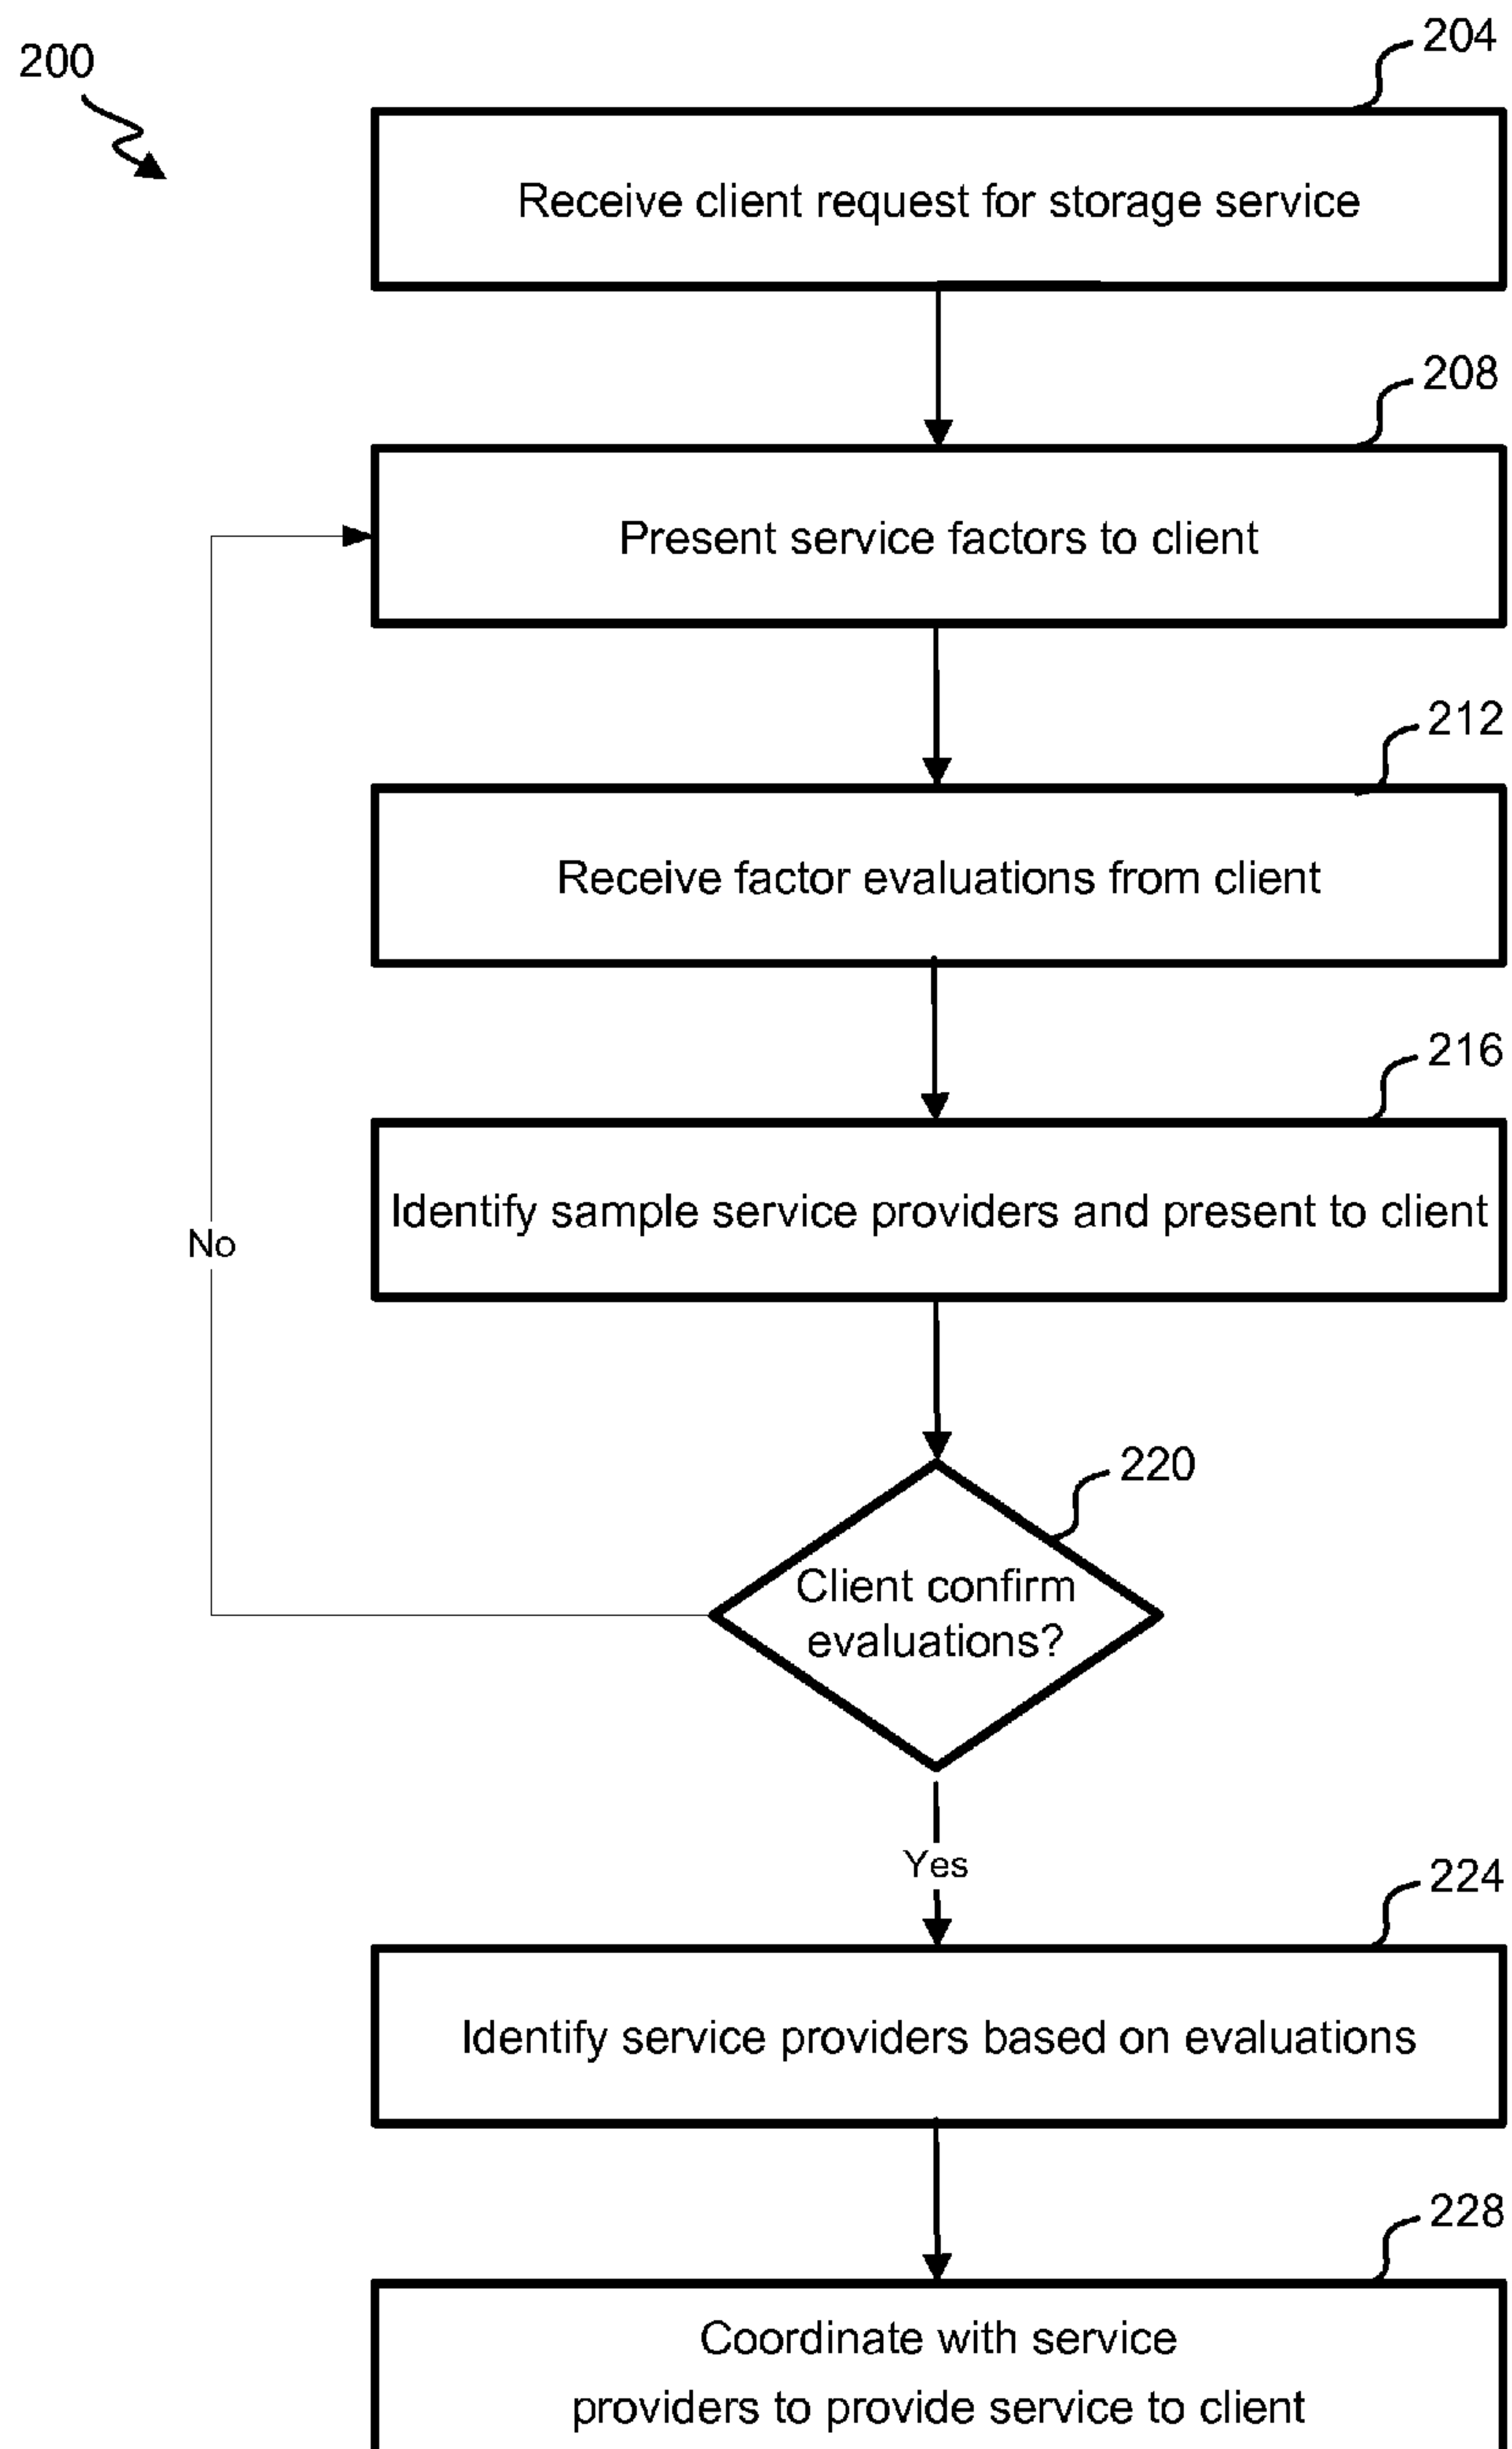 200
204
Receive client request for storage service
208
Present service factors to client
212
Receive factor evaluations from client
216
Identify sample service providers and present to client
No
220
Client confirm
evaluations?
Yes
224
Identify service providers based on evaluations
228
Coordinate with service
providers to provide service to client